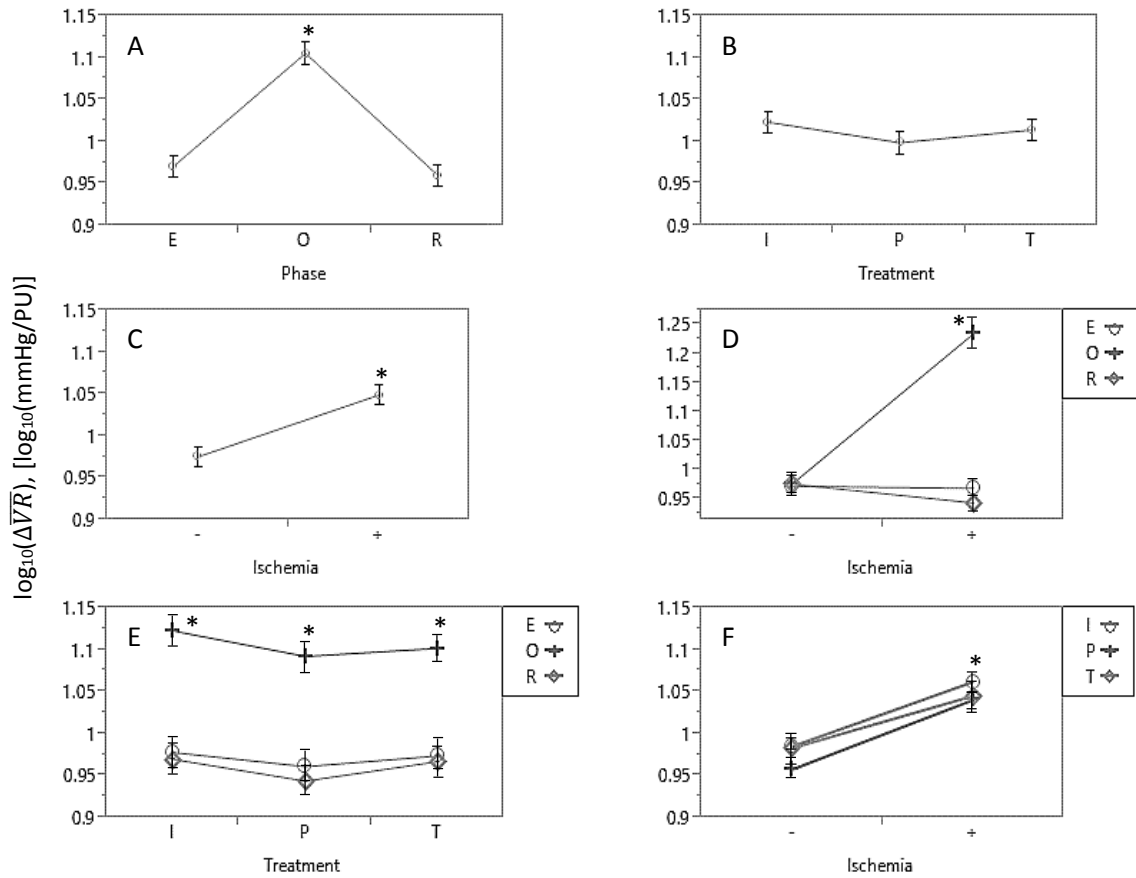 log₁₀(Δ\overline{VR}), [log₁₀(mmHg/PU)]
A
*
1.15
1.1
1.05
1
0.95
0.9
E O R
Phase
B
1.15
1.1
1.05
1
0.95
0.9
I P T
Treatment
C
*
1.15
1.1
1.05
1
0.95
0.9
- +
Ischemia
D
*
1.25
1.2
1.15
1.1
1.05
1
0.95
- +
Ischemia
E
O
R
E
* * *
1.15
1.1
1.05
1
0.95
0.9
I P T
Treatment
E
O
R
F
*
1.15
1.1
1.05
1
0.95
0.9
- +
Ischemia
I
P
T